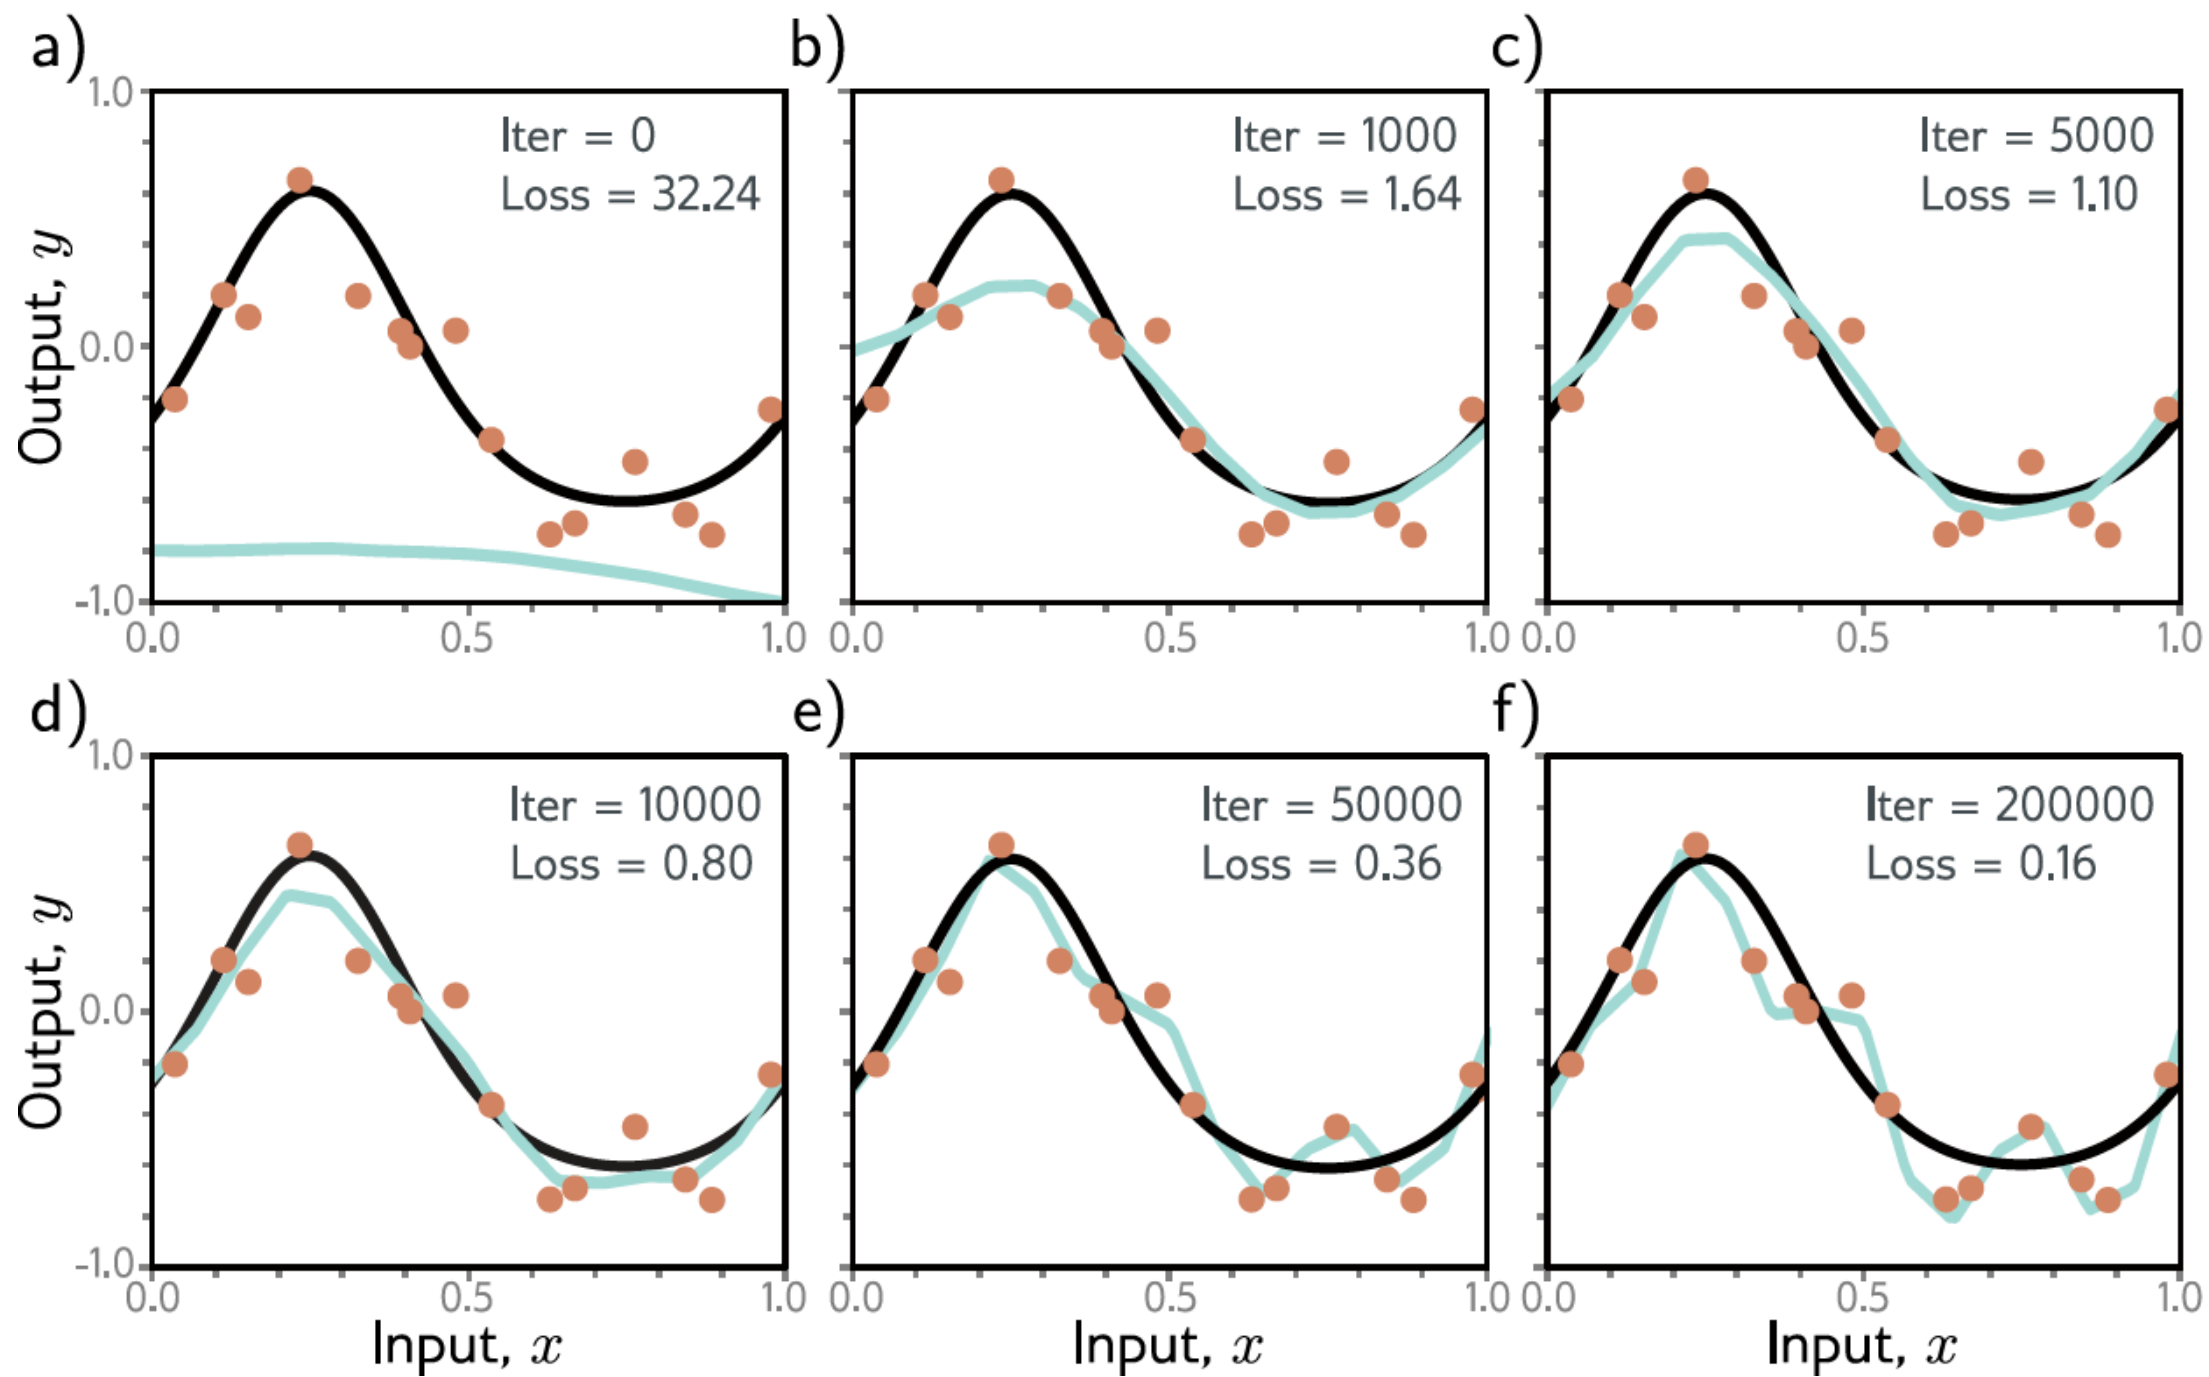 a)
1.0
0.0
-1.0
Output, y
Iter = 0
Loss = 32.24
0.0 0.5 1.0
b)
Iter = 1000
Loss = 1.64
0.0 0.5 1.0
c)
Iter = 5000
Loss = 1.10
0.0 0.5 1.0
d)
1.0
0.0
-1.0
Output, y
Iter = 10000
Loss = 0.80
0.0 0.5 1.0
Input, x
e)
Iter = 50000
Loss = 0.36
0.0 0.5 1.0
Input, x
f)
Iter = 200000
Loss = 0.16
0.0 0.5 1.0
Input, x